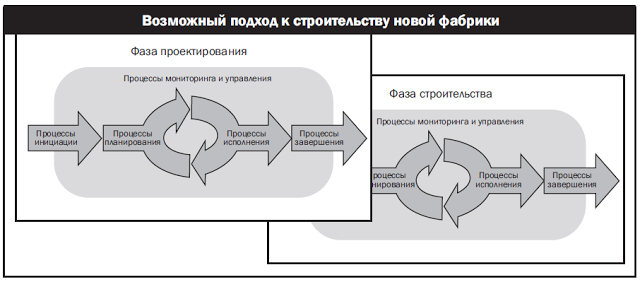 Возможный подход к строительству новой фабрики
Фаза проектирования
Процессы мониторинга и управления
Процессы
инициации
Процессы
планирования
Процессы
исполнения
Процессы
завершения
Фаза строительства
Процессы мониторинга и управления
Процессы
исполнения
Процессы
завершения